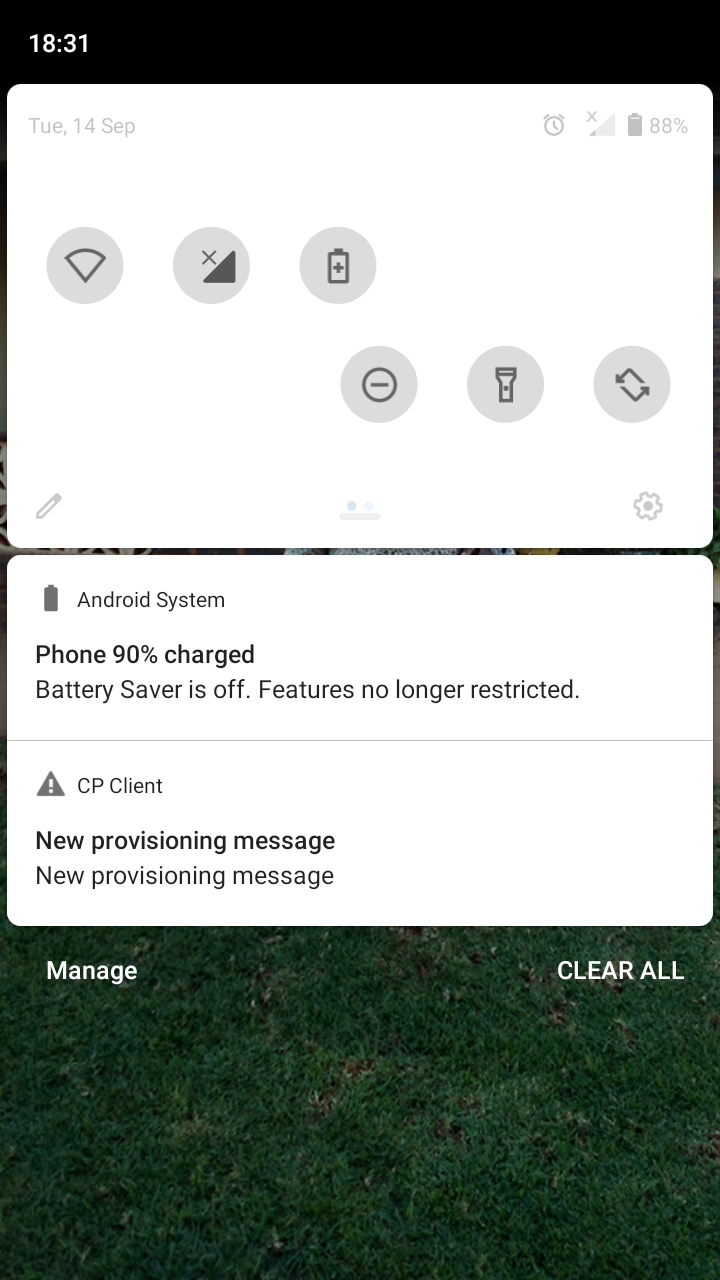 18:31
Tue, 14 Sep
88%
Android System
Phone 90% charged
Battery Saver is off. Features no longer restricted.
CP Client
New provisioning message
New provisioning message
Manage
CLEAR ALL